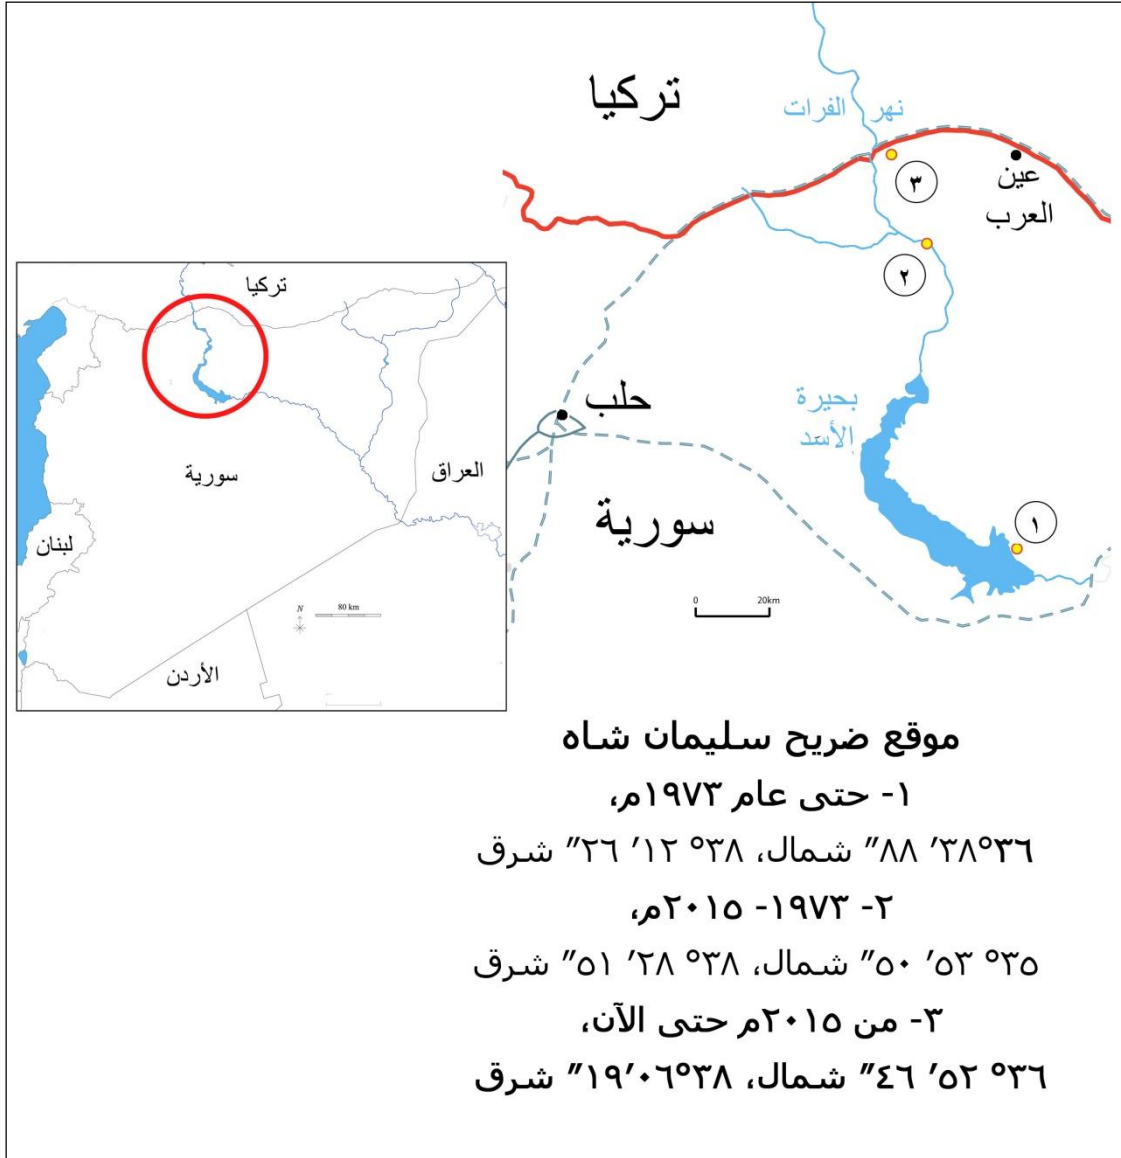 تركيا
نهر الفرات
عين
العرب
٣
٢
تركيا
حلب
بحيرة
الأسد
سورية
العراق
سورية
١
لبنان
0 20km
N
80 km
الأردن
موقع ضريح سليمان شاه
١- حتى عام ١٩٧٣م،
٣٦°٣٨′ ٨٨″ شمال، ٣٨° ١٢′ ٢٦″ شرق
٢- ١٩٧٣- ٢٠١٥م،
٣٥° ٥٣′ ٥٠″ شمال، ٣٨° ٢٨′ ٥١″ شرق
٣- من ٢٠١٥م حتى الآن،
٣٦° ٥٢′ ٤٦″ شمال، ٣٨°٠٦′١٩″ شرق